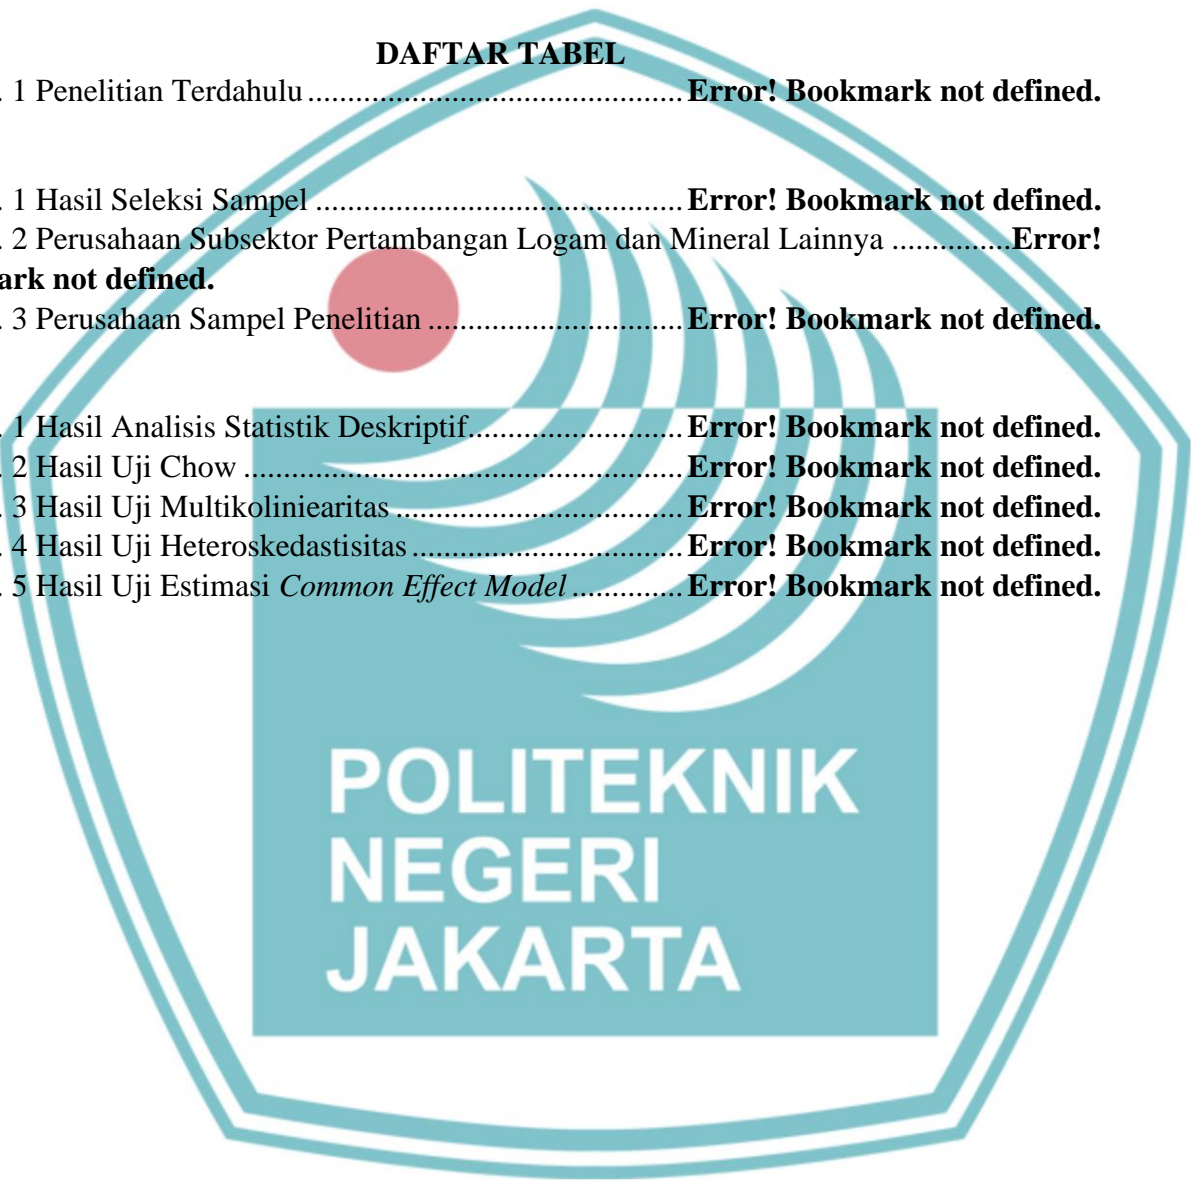 DAFTAR TABEL
. 1 Penelitian Terdahulu ............................................... Error! Bookmark not defined.
. 1 Hasil Seleksi Sampel .............................................. Error! Bookmark not defined.
. 2 Perusahaan Subsektor Pertambangan Logam dan Mineral Lainnya ...............Error!
ark not defined.
. 3 Perusahaan Sampel Penelitian ................................ Error! Bookmark not defined.
. 1 Hasil Analisis Statistik Deskriptif........................... Error! Bookmark not defined.
. 2 Hasil Uji Chow ....................................................... Error! Bookmark not defined.
. 3 Hasil Uji Multikoliniearitas .................................... Error! Bookmark not defined.
. 4 Hasil Uji Heteroskedastisitas .................................. Error! Bookmark not defined.
. 5 Hasil Uji Estimasi Common Effect Model .............. Error! Bookmark not defined.
POLITEKNIK
NEGERI
JAKARTA